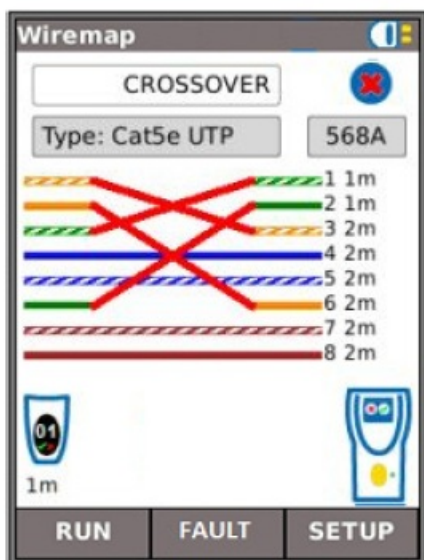 Wiremap
CROSSOVER
Type: Cat5e UTP 568A
1 1m
2 1m
3 2m
4 2m
5 2m
6 2m
7 2m
8 2m
01
1m
RUN FAULT SETUP